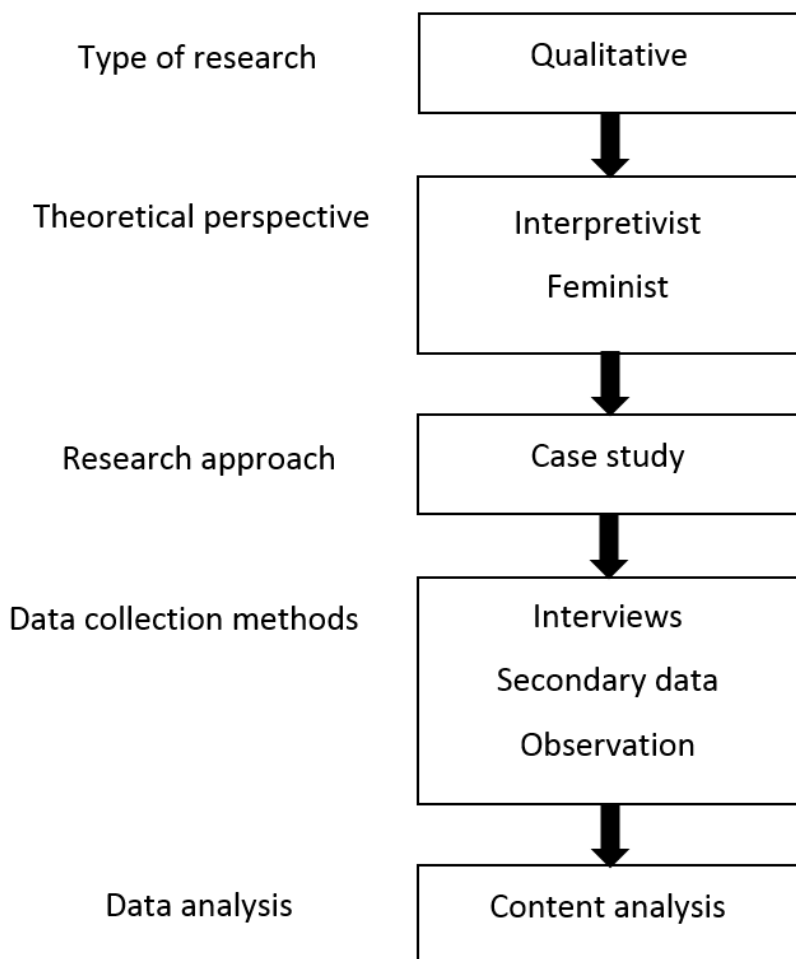 Type of research
Qualitative
Theoretical perspective
Interpretivist
Feminist
Research approach
Case study
Data collection methods
Interviews
Secondary data
Observation
Data analysis
Content analysis